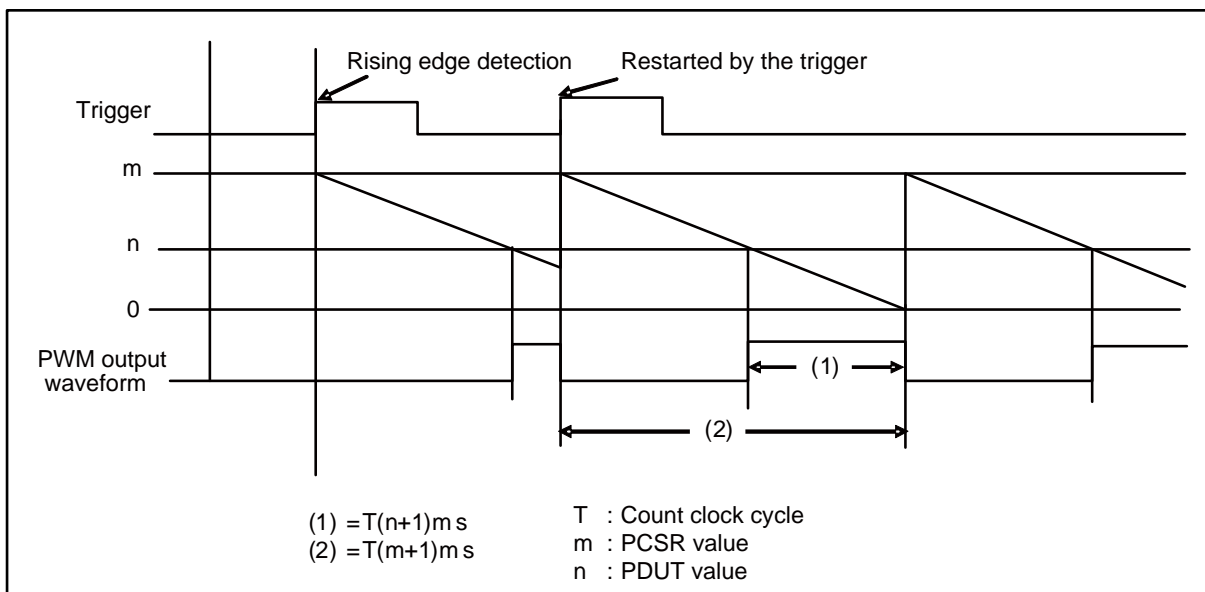 Rising edge detection
Restarted by the trigger
Trigger
m
n
0
PWM output
waveform
(1)
(2)
(1) =T(n+1)m s
(2) =T(m+1)m s
T : Count clock cycle
m : PCSR value
n : PDUT value